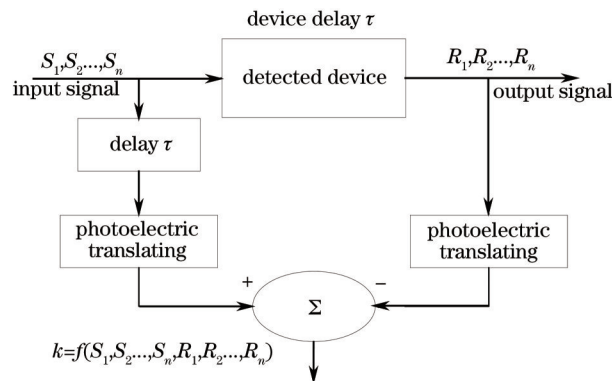 device delay τ
S₁,S₂...,Sₙ
detected device
R₁,R₂...,Rₙ
input signal
output signal
delay τ
photoelectric
translating
photoelectric
translating
+
−
Σ
k=f(S₁,S₂...,Sₙ,R₁,R₂...,Rₙ)